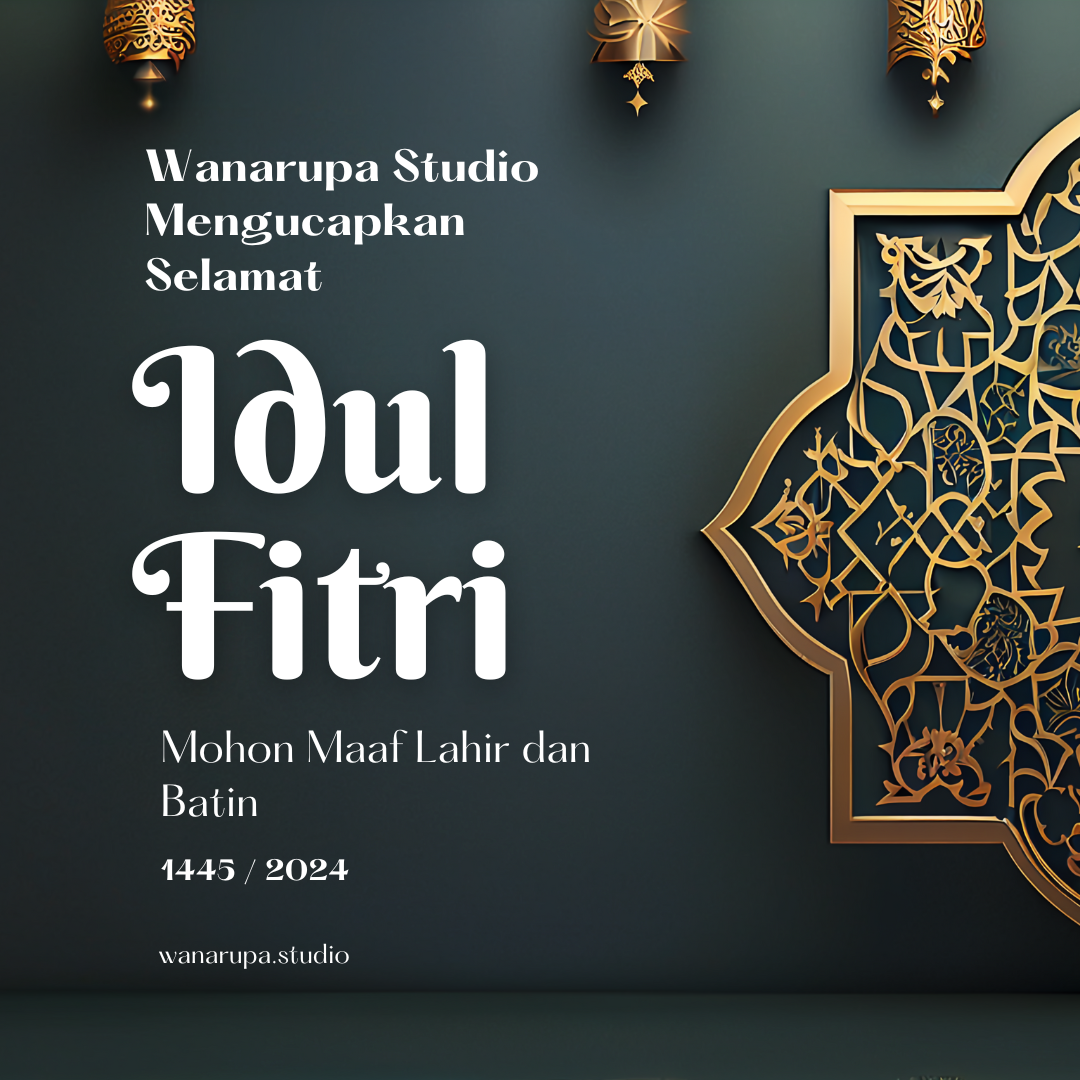 Wanarupa Studio
Mengucapkan
Selamat
Idul
Fitri
Mohon Maaf Lahir dan
Batin
1445 / 2024
wanarupa.studio